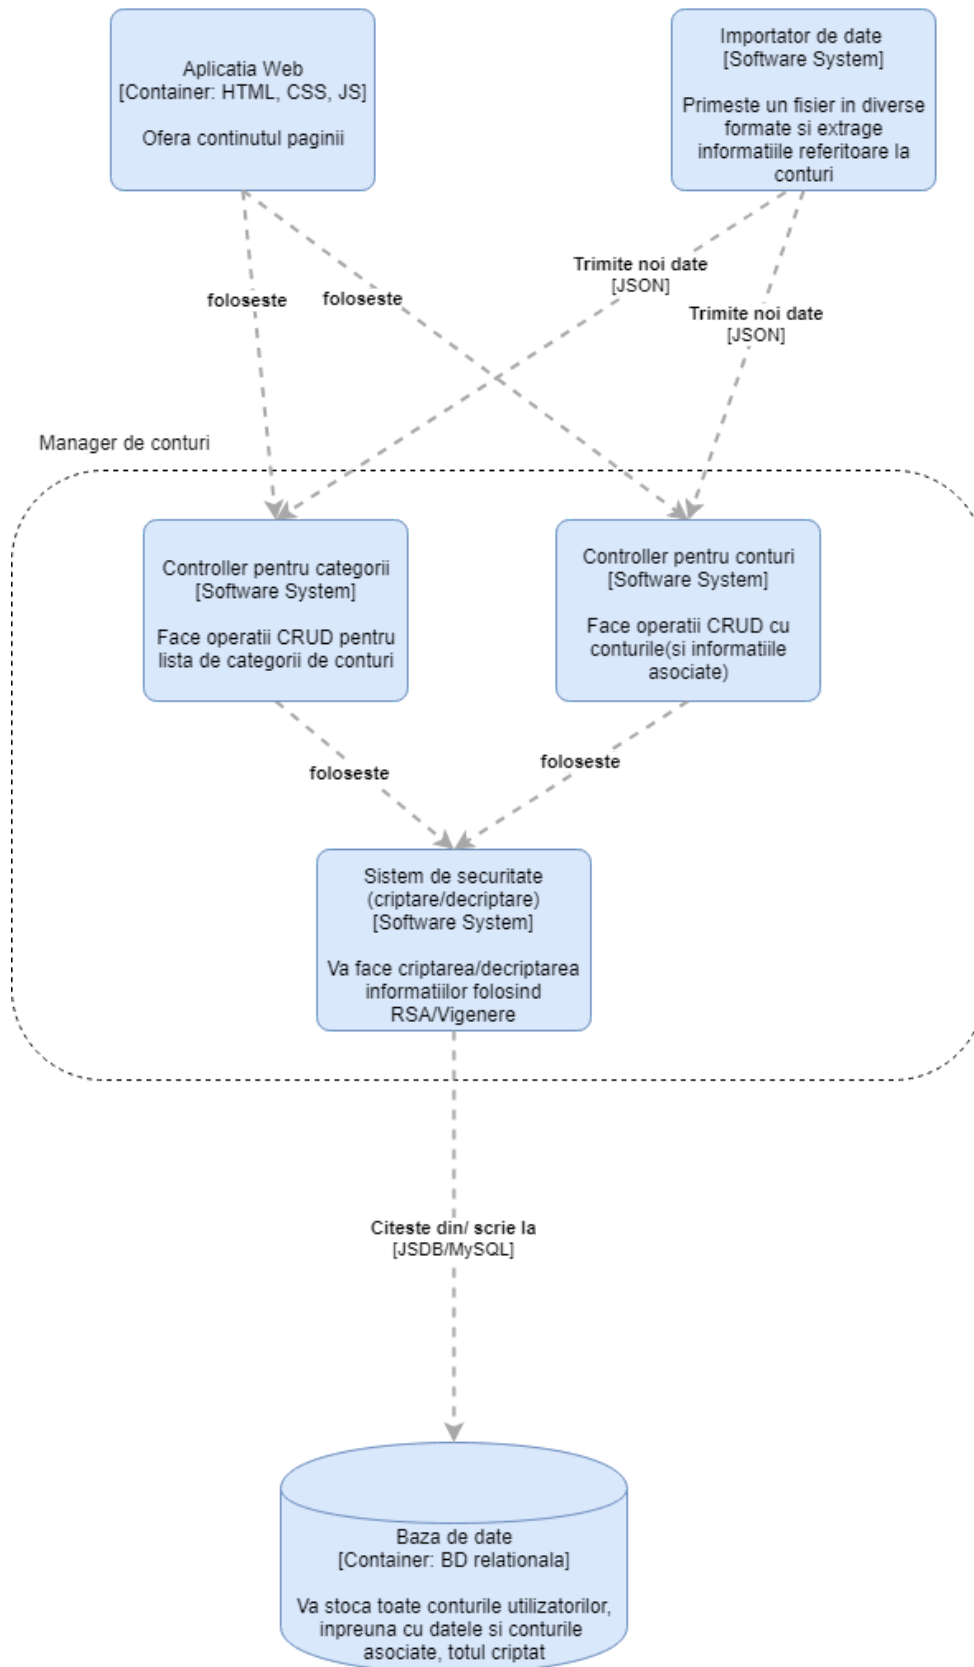 Aplicatia Web
[Container: HTML, CSS, JS]
Ofera continutul paginii
Importator de date
[Software System]
Primeste un fisier in diverse
formate si extrage
informatiile referitoare la
conturi
foloseste
foloseste
Trimite noi date
[JSON]
Trimite noi date
[JSON]
Manager de conturi
Controller pentru categorii
[Software System]
Face operatii CRUD pentru
lista de categorii de conturi
Controller pentru conturi
[Software System]
Face operatii CRUD cu
conturile(si informatiile
asociate)
foloseste
foloseste
Sistem de securitate
(criptare/decriptare)
[Software System]
Va face criptarea/decriptarea
informatiilor folosind
RSA/Vigenere
Citeste din/ scrie la
[JSDB/MySQL]
Baza de date
[Container: BD relationala]
Va stoca toate conturile utilizatorilor,
inpreuna cu datele si conturile
asociate, totul criptat